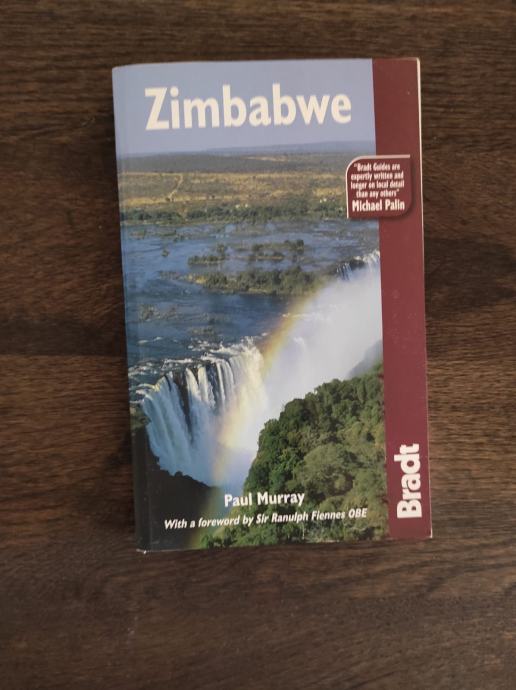 Zimbabwe
"Bradt Guides are
expertly written and
longer on local detail
than any others"
Michael Palin
Paul Murray
With a foreword by Sir Ranulph Fiennes OBE
Bradt